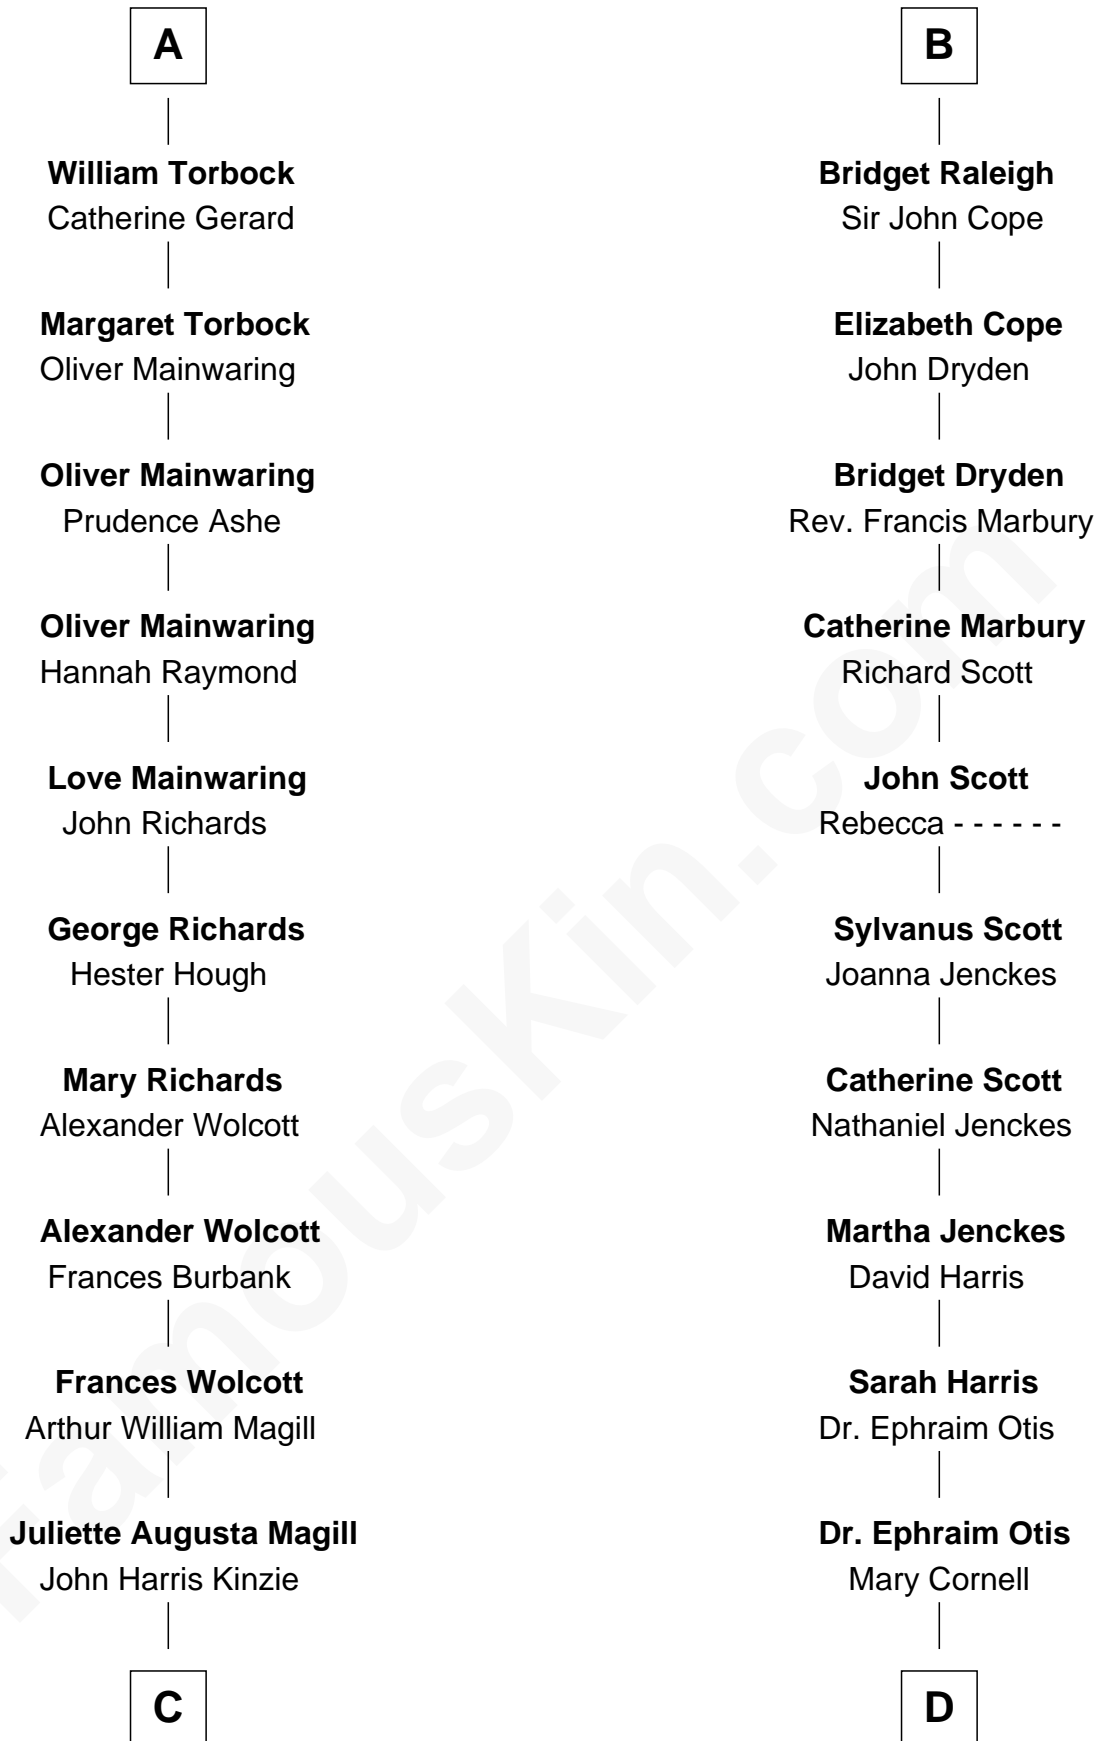 A
William Torbock
Catherine Gerard
Margaret Torbock
Oliver Mainwaring
Oliver Mainwaring
Prudence Ashe
Oliver Mainwaring
Hannah Raymond
Love Mainwaring
John Richards
George Richards
Hester Hough
Mary Richards
Alexander Wolcott
Alexander Wolcott
Frances Burbank
Frances Wolcott
Arthur William Magill
Juliette Augusta Magill
John Harris Kinzie
C
B
Bridget Raleigh
Sir John Cope
Elizabeth Cope
John Dryden
Bridget Dryden
Rev. Francis Marbury
Catherine Marbury
Richard Scott
John Scott
Rebecca - - - - - -
Sylvanus Scott
Joanna Jenckes
Catherine Scott
Nathaniel Jenckes
Martha Jenckes
David Harris
Sarah Harris
Dr. Ephraim Otis
Dr. Ephraim Otis
Mary Cornell
D
FamousKin.com